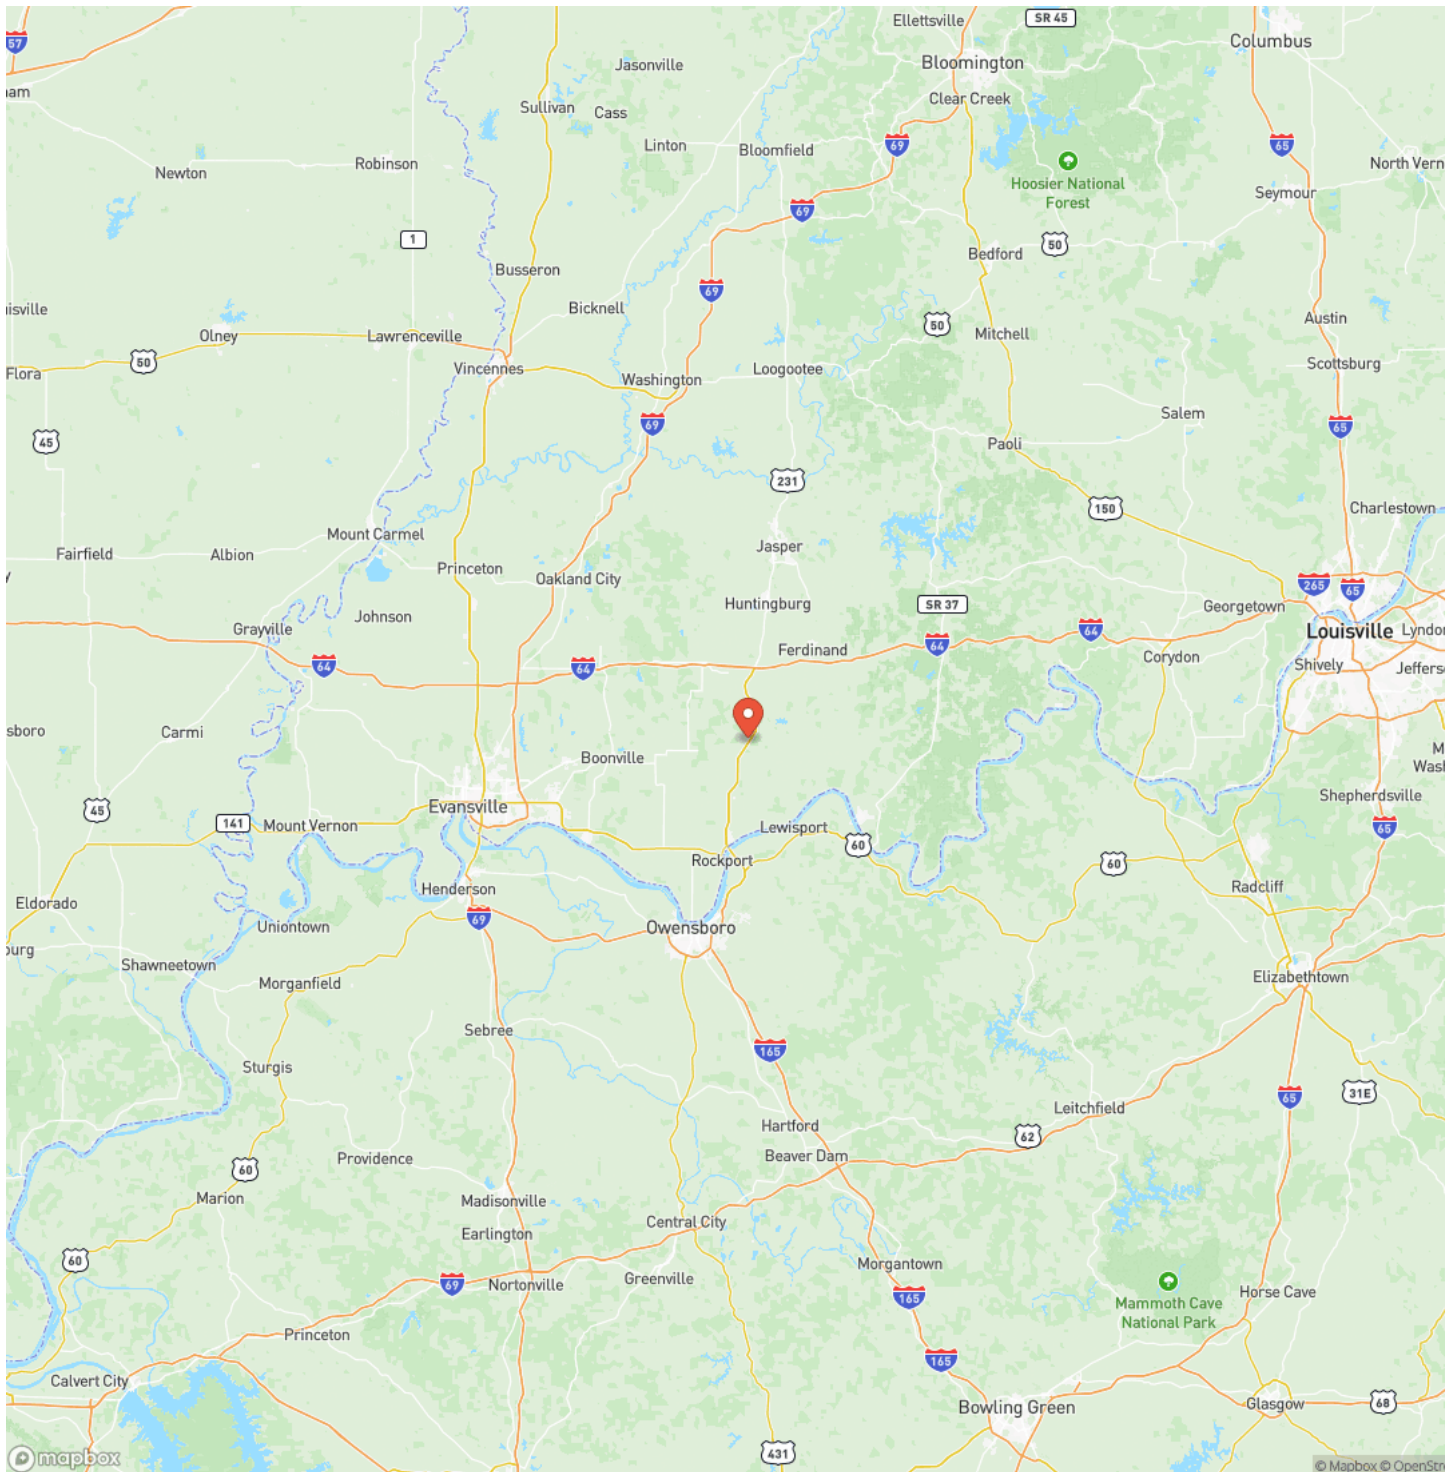 Ellettsville
SR 45
57
Columbus
Bloomington
Jasonville
am
Clear Creek
Sullivan
Cass
Linton
69
65
Bloomfield
Robinson
North Vern
Newton
Hoosier National
Forest
Seymour
69
1
50
Bedford
Busseron
69
Bicknell
isville
Austin
50
Olney
Lawrenceville
Mitchell
50
Scottsburg
Vincennes
Loogootee
Flora
Washington
Salem
69
65
45
Paoli
231
150
Charlestown
Mount Carmel
Jasper
Fairfield
Albion
Princeton
y
Oakland City
265
65
Huntingburg
SR 37
Georgetown
Johnson
Grayville
64
Louisville
Lyndon
64
Ferdinand
Corydon
64
64
Shively
Jefferso
sboro
Carmi
M
Boonville
Wash
Shepherdsville
Evansville
45
141
Mount Vernon
Lewisport
65
60
Rockport
60
Henderson
Radcliff
Eldorado
69
Uniontown
Owensboro
burg
Shawneetown
Elizabethtown
Morganfield
Sebree
165
Sturgis
31E
65
Leitchfield
Hartford
62
Beaver Dam
Providence
60
Marion
Madisonville
Central City
Earlington
60
Morgantown
Greenville
69
Nortonville
Horse Cave
165
Mammoth Cave
National Park
Princeton
165
Calvert City
Bowling Green
Glasgow
68
431
mapbox
© Mapbox © OpenStre